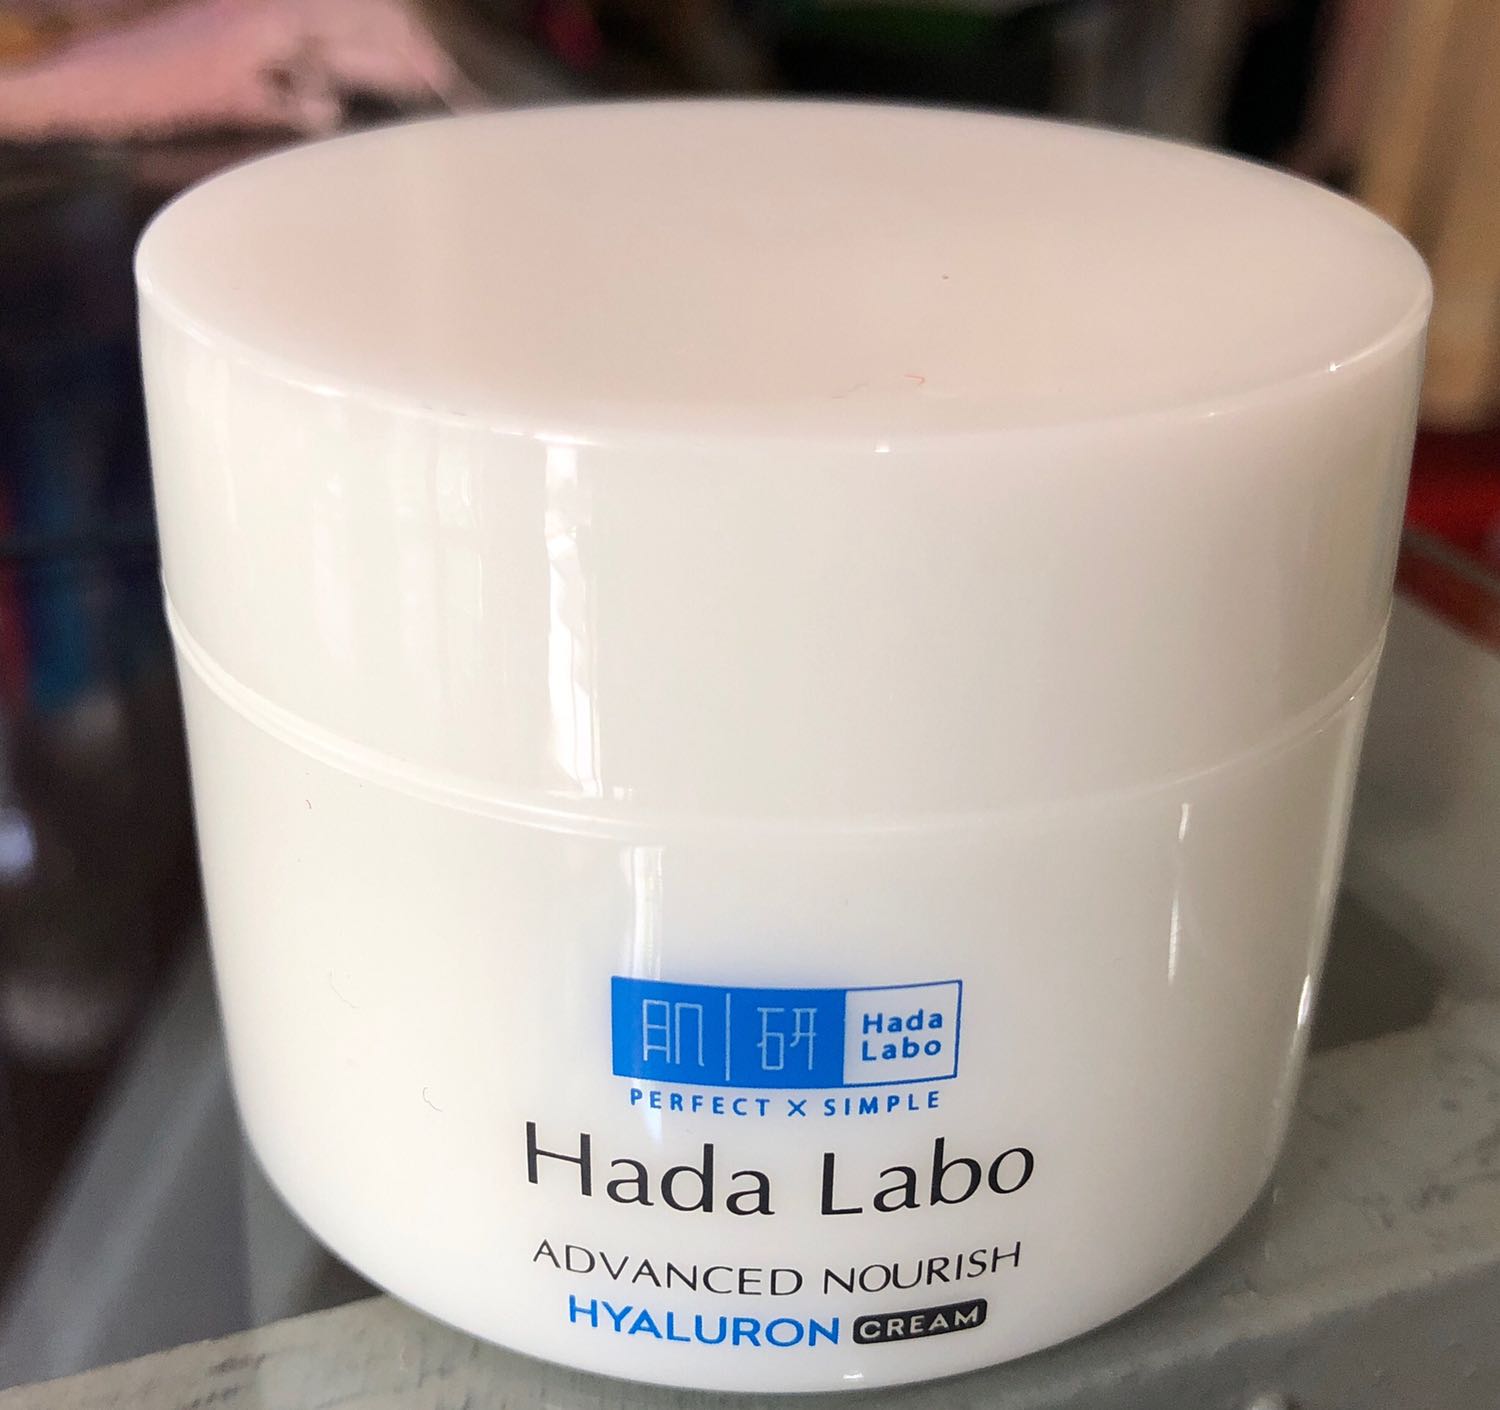 肌 研 Hada Labo
PERFECT X SIMPLE
Hada Labo
ADVANCED NOURISH
HYALURON CREAM